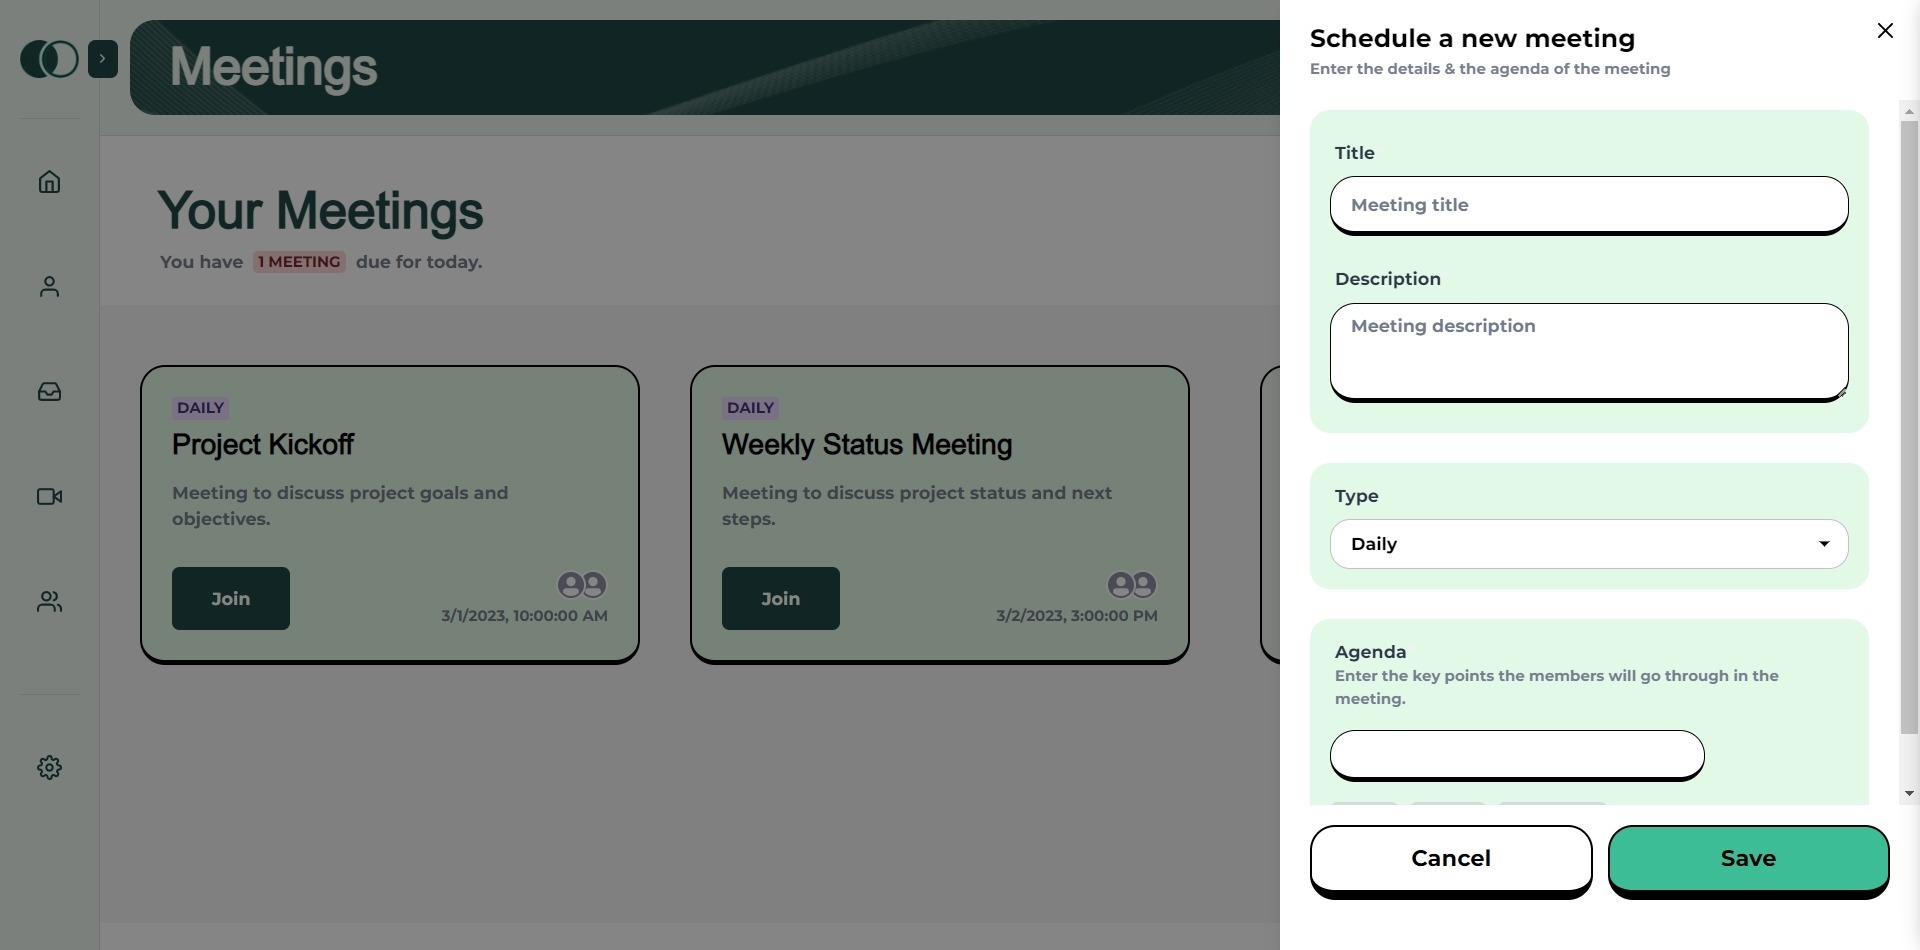 Meetings
Your Meetings
You have 1 MEETING due for today.
DAILY
Project Kickoff
Meeting to discuss project goals and
objectives.
Join
3/1/2023, 10:00:00 AM
DAILY
Weekly Status Meeting
Meeting to discuss project status and next
steps.
Join
3/2/2023, 3:00:00 PM
Schedule a new meeting
Enter the details & the agenda of the meeting
Title
Meeting title
Description
Meeting description
Type
Daily
Agenda
Enter the key points the members will go through in the
meeting.
Cancel
Save